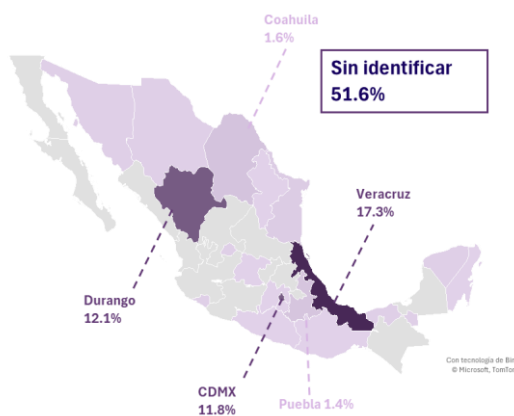 Coahuila
1.6%
Sin identificar
51.6%
Veracruz
17.3%
Durango
12.1%
CDMX
11.8%
Puebla 1.4%
Con tecnología de
© Microsoft, TomTom